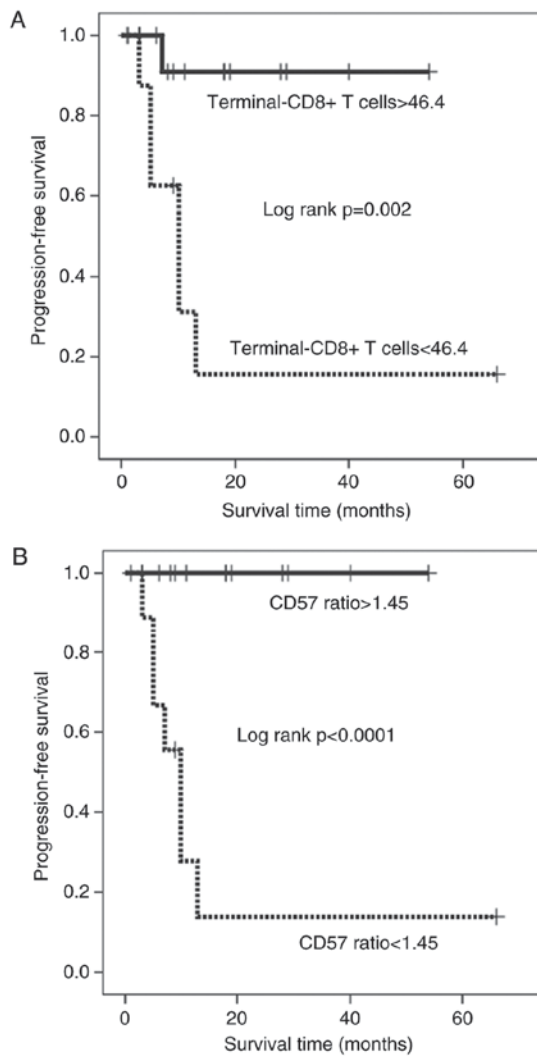 A
1.0
0.8
0.6
0.4
0.2
0.0
Progression-free survival
Terminal-CD8+ T cells>46.4
Log rank p=0.002
Terminal-CD8+ T cells<46.4
0 20 40 60
Survival time (months)
B
1.0
0.8
0.6
0.4
0.2
0.0
Progression-free survival
CD57 ratio>1.45
Log rank p<0.0001
CD57 ratio<1.45
0 20 40 60
Survival time (months)